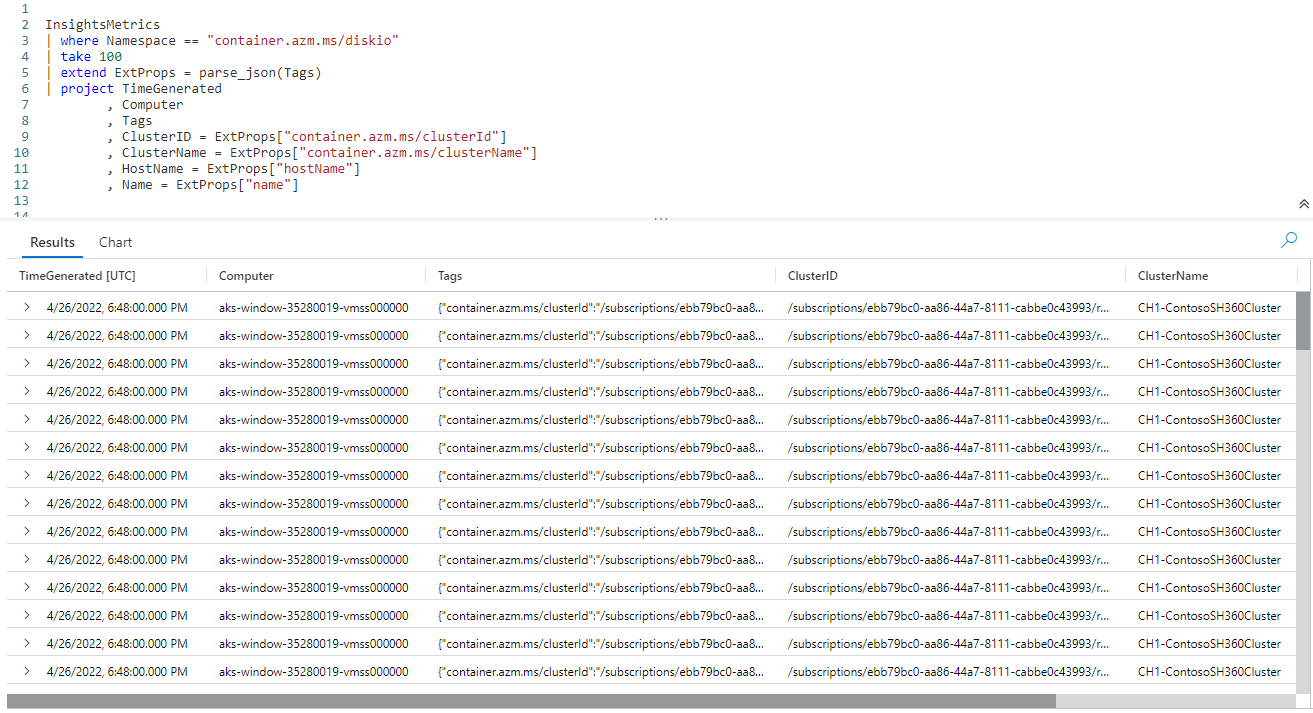 1
2 InsightsMetrics
3 | where Namespace == "container.azm.ms/diskio"
4 | take 100
5 | extend ExtProps = parse_json(Tags)
6 | project TimeGenerated
7 , Computer
8 , Tags
9 , ClusterID = ExtProps["container.azm.ms/clusterId"]
10 , ClusterName = ExtProps["container.azm.ms/clusterName"]
11 , HostName = ExtProps["hostName"]
12 , Name = ExtProps["name"]
13
14
...
Results Chart
TimeGenerated [UTC] Computer Tags ClusterID ClusterName
4/26/2022, 6:48:00.000 PM aks-window-35280019-vmss000000 {"container.azm.ms/clusterId":"/subscriptions/ebb79bc0-aa8... /subscriptions/ebb79bc0-aa86-44a7-8111-cabbe0c43993/r... CH1-ContosoSH360Cluster
4/26/2022, 6:48:00.000 PM aks-window-35280019-vmss000000 {"container.azm.ms/clusterId":"/subscriptions/ebb79bc0-aa8... /subscriptions/ebb79bc0-aa86-44a7-8111-cabbe0c43993/r... CH1-ContosoSH360Cluster
4/26/2022, 6:48:00.000 PM aks-window-35280019-vmss000000 {"container.azm.ms/clusterId":"/subscriptions/ebb79bc0-aa8... /subscriptions/ebb79bc0-aa86-44a7-8111-cabbe0c43993/r... CH1-ContosoSH360Cluster
4/26/2022, 6:48:00.000 PM aks-window-35280019-vmss000000 {"container.azm.ms/clusterId":"/subscriptions/ebb79bc0-aa8... /subscriptions/ebb79bc0-aa86-44a7-8111-cabbe0c43993/r... CH1-ContosoSH360Cluster
4/26/2022, 6:48:00.000 PM aks-window-35280019-vmss000000 {"container.azm.ms/clusterId":"/subscriptions/ebb79bc0-aa8... /subscriptions/ebb79bc0-aa86-44a7-8111-cabbe0c43993/r... CH1-ContosoSH360Cluster
4/26/2022, 6:48:00.000 PM aks-window-35280019-vmss000000 {"container.azm.ms/clusterId":"/subscriptions/ebb79bc0-aa8... /subscriptions/ebb79bc0-aa86-44a7-8111-cabbe0c43993/r... CH1-ContosoSH360Cluster
4/26/2022, 6:48:00.000 PM aks-window-35280019-vmss000000 {"container.azm.ms/clusterId":"/subscriptions/ebb79bc0-aa8... /subscriptions/ebb79bc0-aa86-44a7-8111-cabbe0c43993/r... CH1-ContosoSH360Cluster
4/26/2022, 6:48:00.000 PM aks-window-35280019-vmss000000 {"container.azm.ms/clusterId":"/subscriptions/ebb79bc0-aa8... /subscriptions/ebb79bc0-aa86-44a7-8111-cabbe0c43993/r... CH1-ContosoSH360Cluster
4/26/2022, 6:48:00.000 PM aks-window-35280019-vmss000000 {"container.azm.ms/clusterId":"/subscriptions/ebb79bc0-aa8... /subscriptions/ebb79bc0-aa86-44a7-8111-cabbe0c43993/r... CH1-ContosoSH360Cluster
4/26/2022, 6:48:00.000 PM aks-window-35280019-vmss000000 {"container.azm.ms/clusterId":"/subscriptions/ebb79bc0-aa8... /subscriptions/ebb79bc0-aa86-44a7-8111-cabbe0c43993/r... CH1-ContosoSH360Cluster
4/26/2022, 6:48:00.000 PM aks-window-35280019-vmss000000 {"container.azm.ms/clusterId":"/subscriptions/ebb79bc0-aa8... /subscriptions/ebb79bc0-aa86-44a7-8111-cabbe0c43993/r... CH1-ContosoSH360Cluster
4/26/2022, 6:48:00.000 PM aks-window-35280019-vmss000000 {"container.azm.ms/clusterId":"/subscriptions/ebb79bc0-aa8... /subscriptions/ebb79bc0-aa86-44a7-8111-cabbe0c43993/r... CH1-ContosoSH360Cluster
4/26/2022, 6:48:00.000 PM aks-window-35280019-vmss000000 {"container.azm.ms/clusterId":"/subscriptions/ebb79bc0-aa8... /subscriptions/ebb79bc0-aa86-44a7-8111-cabbe0c43993/r... CH1-ContosoSH360Cluster
4/26/2022, 6:48:00.000 PM aks-window-35280019-vmss000000 {"container.azm.ms/clusterId":"/subscriptions/ebb79bc0-aa8... /subscriptions/ebb79bc0-aa86-44a7-8111-cabbe0c43993/r... CH1-ContosoSH360Cluster